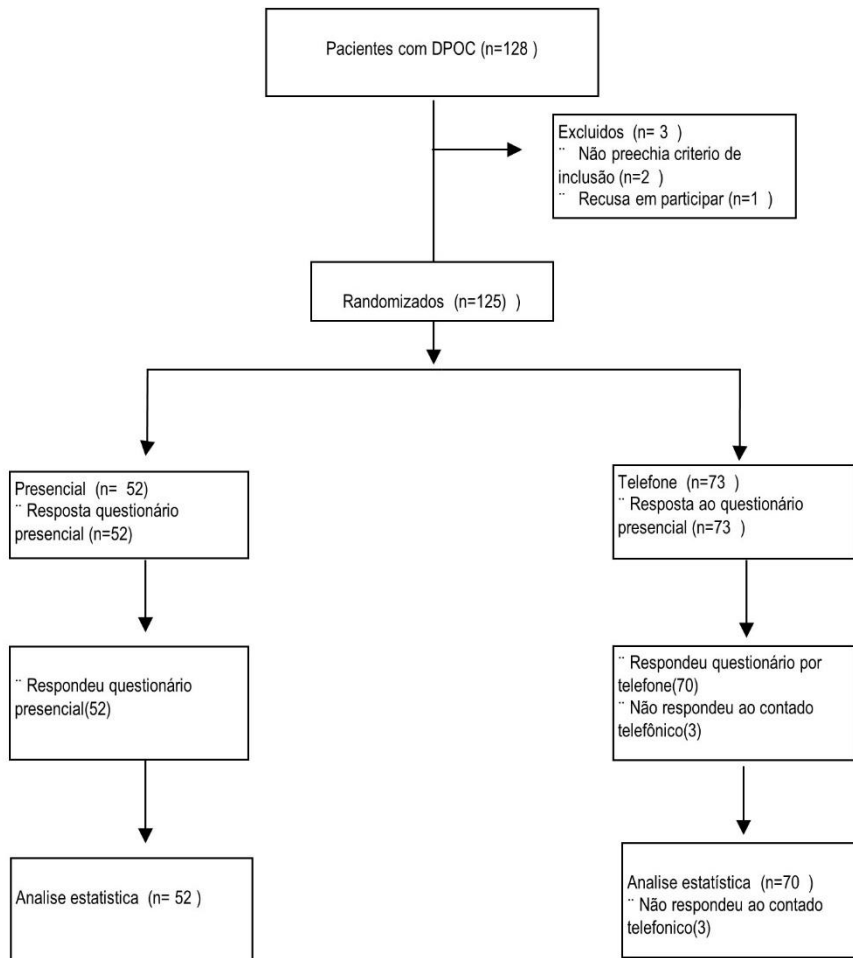 Pacientes com DPOC (n=128 )
Excluidos (n= 3 )
¨ Não preechia criterio de
inclusão (n=2 )
¨ Recusa em participar (n=1 )
Randomizados (n=125) )
Presencial (n= 52)
¨ Resposta questionário
presencial (n=52)
Telefone (n=73 )
¨ Resposta ao questionário
presencial (n=73 )
¨ Respondeu questionário
presencial(52)
¨ Respondeu questionário por
telefone(70)
¨ Não respondeu ao contado
telefônico(3)
Analise estatistica (n= 52 )
Analise estatística (n=70 )
¨ Não respondeu ao contado
telefonico(3)